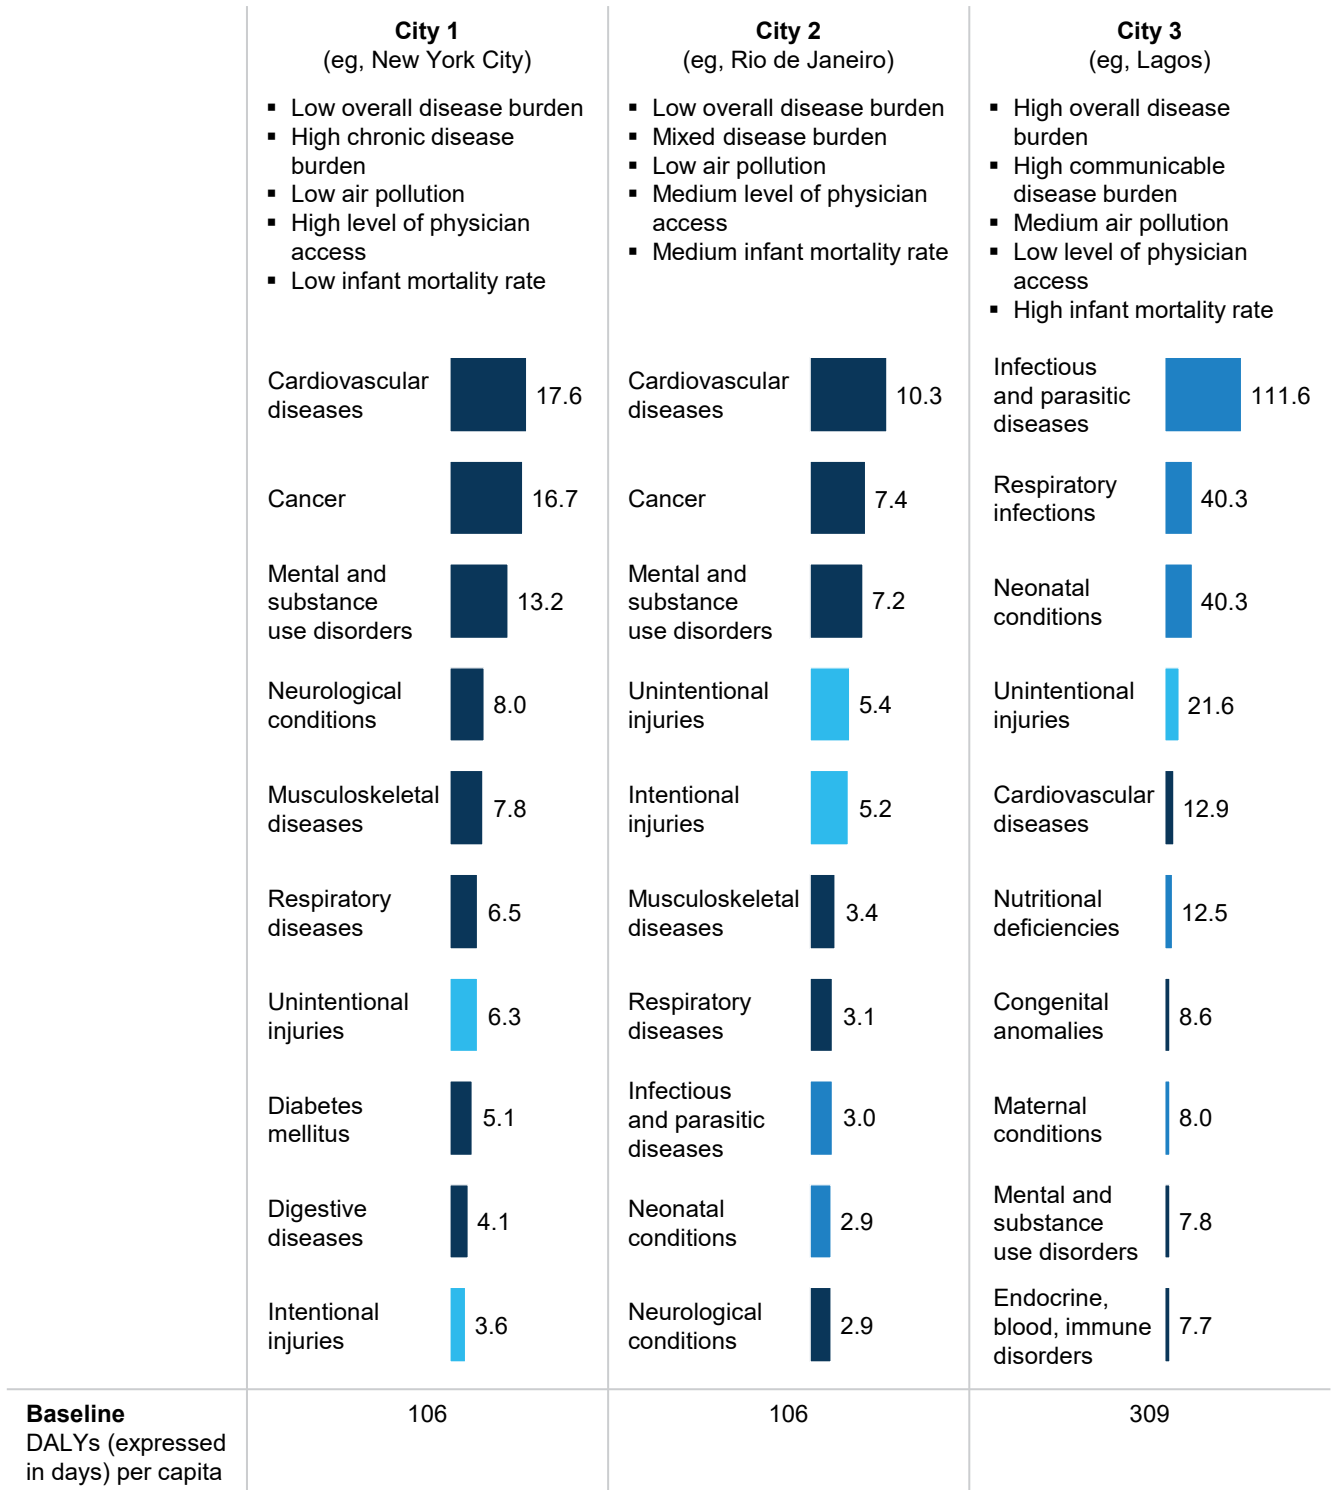 City 1
(eg, New York City)
▪ Low overall disease burden
▪ High chronic disease
burden
▪ Low air pollution
▪ High level of physician
access
▪ Low infant mortality rate
Cardiovascular
diseases
17.6
Cancer
16.7
Mental and
substance
use disorders
13.2
Neurological
conditions
8.0
Musculoskeletal
diseases
7.8
Respiratory
diseases
6.5
Unintentional
injuries
6.3
Diabetes
mellitus
5.1
Digestive
diseases
4.1
Intentional
injuries
3.6
City 2
(eg, Rio de Janeiro)
▪ Low overall disease burden
▪ Mixed disease burden
▪ Low air pollution
▪ Medium level of physician
access
▪ Medium infant mortality rate
Cardiovascular
diseases
10.3
Cancer
7.4
Mental and
substance
use disorders
7.2
Unintentional
injuries
5.4
Intentional
injuries
5.2
Musculoskeletal
diseases
3.4
Respiratory
diseases
3.1
Infectious
and parasitic
diseases
3.0
Neonatal
conditions
2.9
Neurological
conditions
2.9
City 3
(eg, Lagos)
▪ High overall disease
burden
▪ High communicable
disease burden
▪ Medium air pollution
▪ Low level of physician
access
▪ High infant mortality rate
Infectious
and parasitic
diseases
111.6
Respiratory
infections
40.3
Neonatal
conditions
40.3
Unintentional
injuries
21.6
Cardiovascular
diseases
12.9
Nutritional
deficiencies
12.5
Congenital
anomalies
8.6
Maternal
conditions
8.0
Mental and
substance
use disorders
7.8
Endocrine,
blood, immune
disorders
7.7
Baseline
DALYs (expressed
in days) per capita
106
106
309